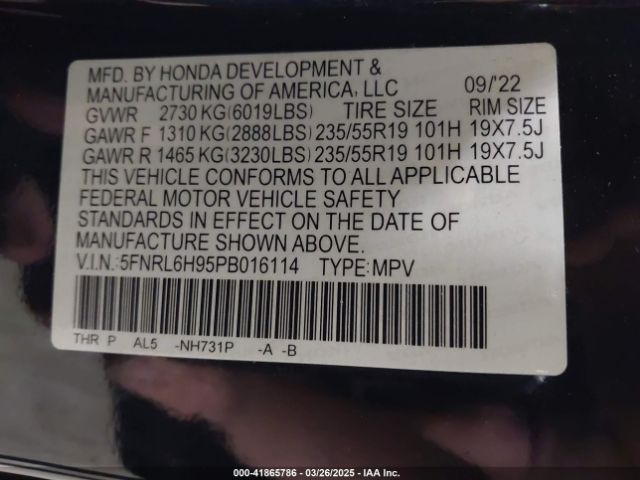 MFD. BY HONDA DEVELOPMENT &
MANUFACTURING OF AMERICA, LLC 09/'22
GVWR 2730 KG(6019LBS) TIRE SIZE RIM SIZE
GAWR F 1310 KG(2888LBS) 235/55R19 101H 19X7.5J
GAWR R 1465 KG(3230LBS) 235/55R19 101H 19X7.5J
THIS VEHICLE CONFORMS TO ALL APPLICABLE
FEDERAL MOTOR VEHICLE SAFETY
STANDARDS IN EFFECT ON THE DATE OF
MANUFACTURE SHOWN ABOVE.
V.I.N.:5FNRL6H95PB016114 TYPE:MPV
THR P AL5 -NH731P -A -B
© 2000-2025 - #41865786 - 03/26/2025 - IAA Inc.